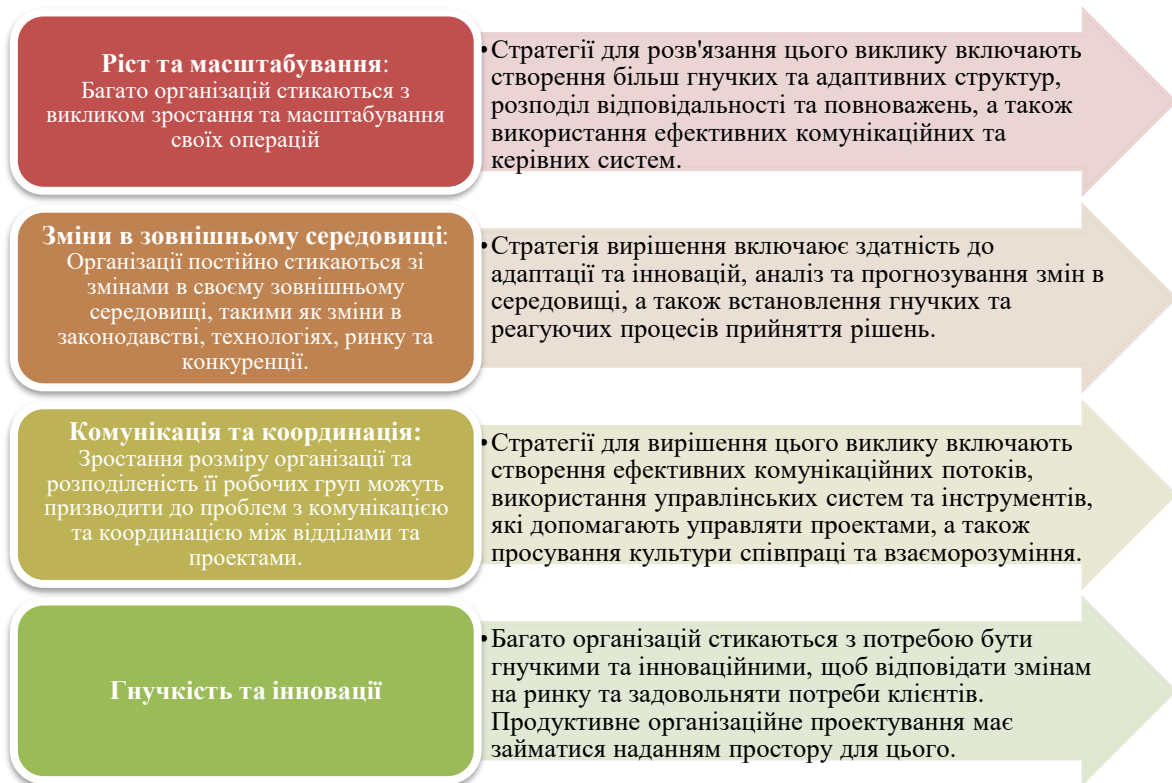 Ріст та масштабування:
Багато організацій стикаються з
викликом зростання та масштабування
своїх операцій
•Стратегії для розв'язання цього виклику включають
створення більш гнучких та адаптивних структур,
розподіл відповідальності та повноважень, а також
використання ефективних комунікаційних та
керівних систем.
Зміни в зовнішньому середовищі:
Організації постійно стикаються зі
змінами в своєму зовнішньому
середовищі, такими як зміни в
законодавстві, технологіях, ринку та
конкуренції.
•Стратегія вирішення включаює здатність до
адаптації та інновацій, аналіз та прогнозування змін в
середовищі, а також встановлення гнучких та
реагуючих процесів прийняття рішень.
Комунікація та координація:
Зростання розміру організації та
розподіленість її робочих груп можуть
призводити до проблем з комунікацією
та координацією між відділами та
проектами.
•Стратегії для вирішення цього виклику включають
створення ефективних комунікаційних потоків,
використання управлінських систем та інструментів,
які допомагають управляти проектами, а також
просування культури співпраці та взаєморозуміння.
Гнучкість та інновації
•Багато організацій стикаються з потребою бути
гнучкими та інноваційними, щоб відповідати змінам
на ринку та задовольняти потреби клієнтів.
Продуктивне організаційне проектування має
займатися наданням простору для цього.